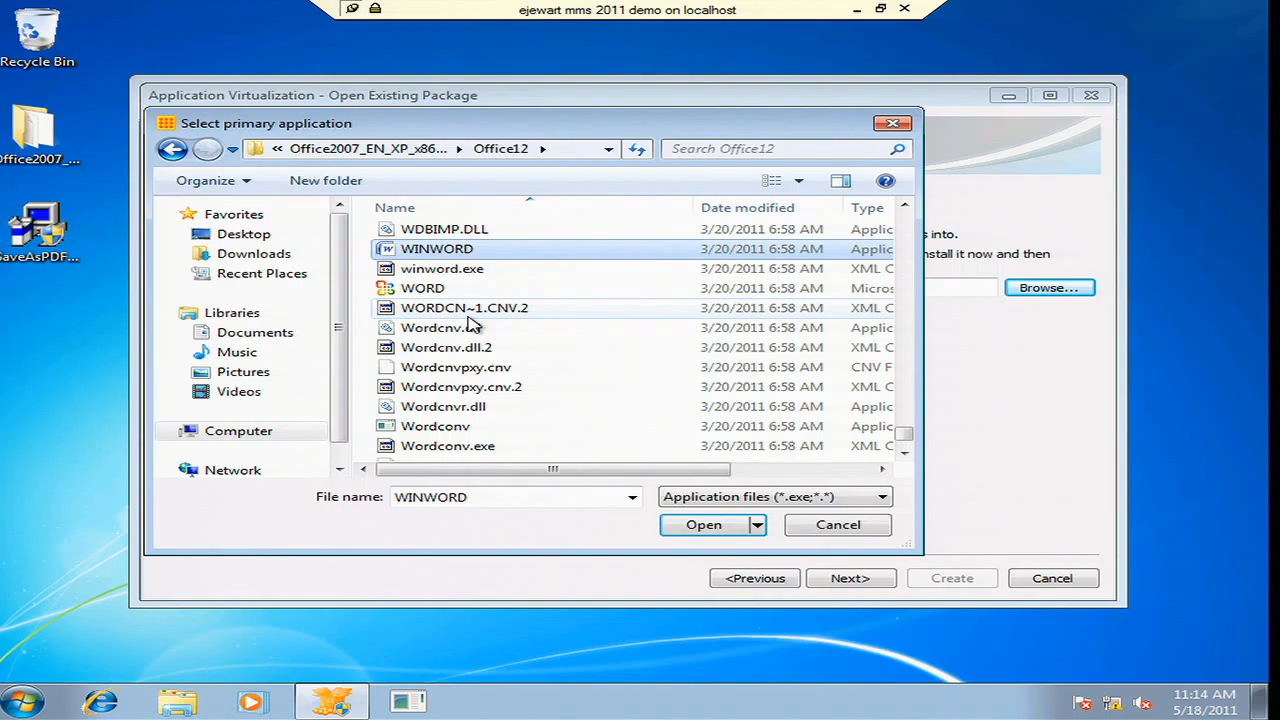 ejewart mms 2011 demo on localhost
Recycle Bin
Office2007_...
SaveAsPDF...
Application Virtualization - Open Existing Package
Select primary application
« Office2007_EN_XP_x86... Office12
Search Office12
Organize
New folder
Favorites
Desktop
Downloads
Recent Places
Libraries
Documents
Music
Pictures
Videos
Computer
Network
Name Date modified Type
WDBIMP.DLL 3/20/2011 6:58 AM Applic
WINWORD 3/20/2011 6:58 AM Applic
winword.exe 3/20/2011 6:58 AM XML C
WORD 3/20/2011 6:58 AM Micros
WORDCN~1.CNV.2 3/20/2011 6:58 AM XML C
Wordcnv. 3/20/2011 6:58 AM Applic
Wordcnv.dll.2 3/20/2011 6:58 AM XML C
Wordcnvpxy.cnv 3/20/2011 6:58 AM CNV F
Wordcnvpxy.cnv.2 3/20/2011 6:58 AM XML C
Wordcnvr.dll 3/20/2011 6:58 AM Applic
Wordconv 3/20/2011 6:58 AM Applic
Wordconv.exe 3/20/2011 6:58 AM XML C
File name: WINWORD
Application files (*.exe;*.*)
Open
Cancel
s into.
stall it now and then
Browse...
<Previous
Next>
Create
Cancel
11:14 AM
5/18/2011